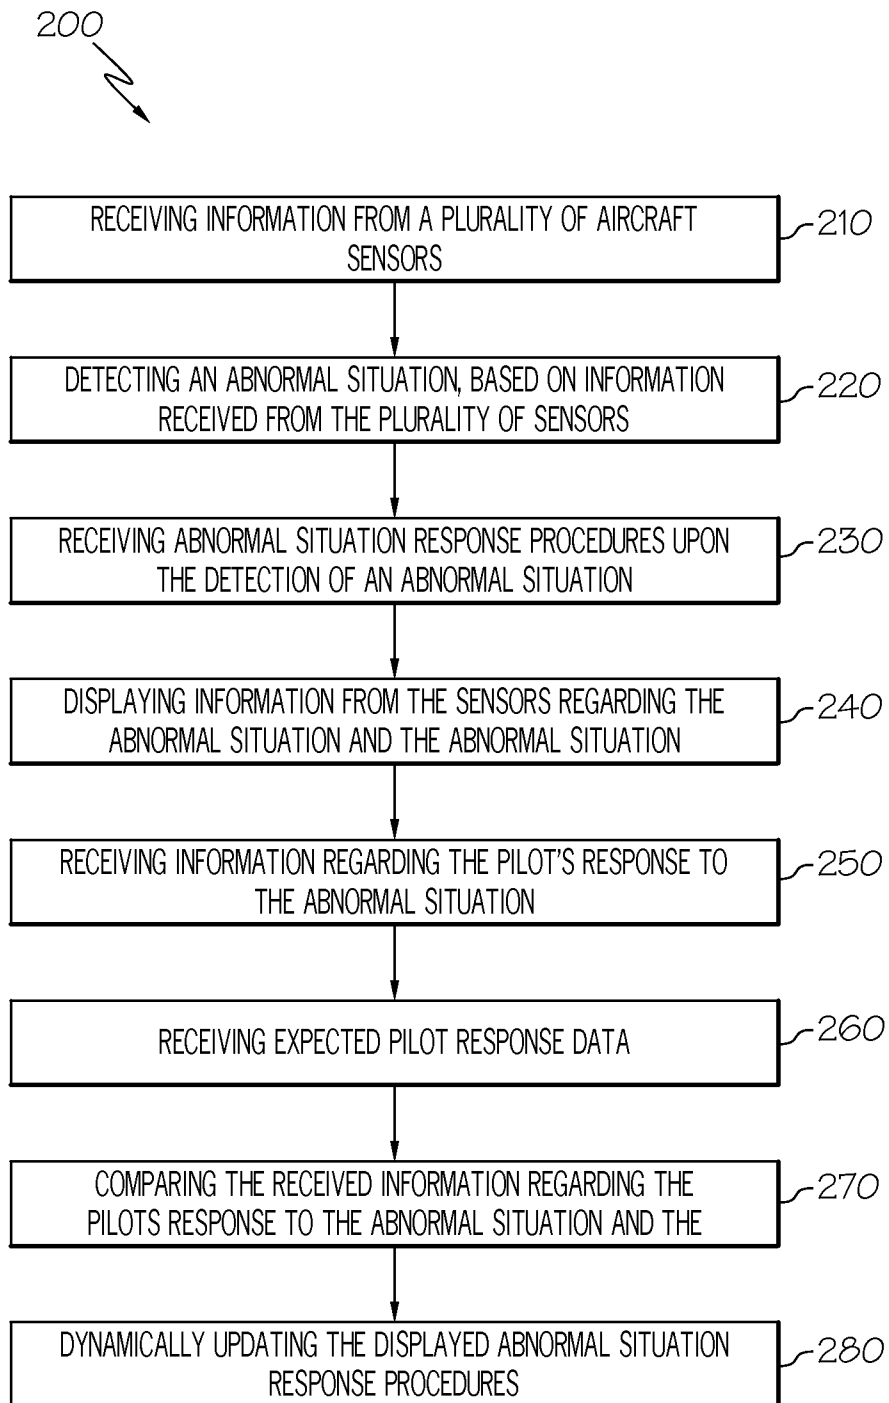 200
RECEIVING INFORMATION FROM A PLURALITY OF AIRCRAFT
SENSORS
210
DETECTING AN ABNORMAL SITUATION, BASED ON INFORMATION
RECEIVED FROM THE PLURALITY OF SENSORS
220
RECEIVING ABNORMAL SITUATION RESPONSE PROCEDURES UPON
THE DETECTION OF AN ABNORMAL SITUATION
230
DISPLAYING INFORMATION FROM THE SENSORS REGARDING THE
ABNORMAL SITUATION AND THE ABNORMAL SITUATION
240
RECEIVING INFORMATION REGARDING THE PILOT'S RESPONSE TO
THE ABNORMAL SITUATION
250
RECEIVING EXPECTED PILOT RESPONSE DATA
260
COMPARING THE RECEIVED INFORMATION REGARDING THE
PILOTS RESPONSE TO THE ABNORMAL SITUATION AND THE
270
DYNAMICALLY UPDATING THE DISPLAYED ABNORMAL SITUATION
RESPONSE PROCEDURES
280